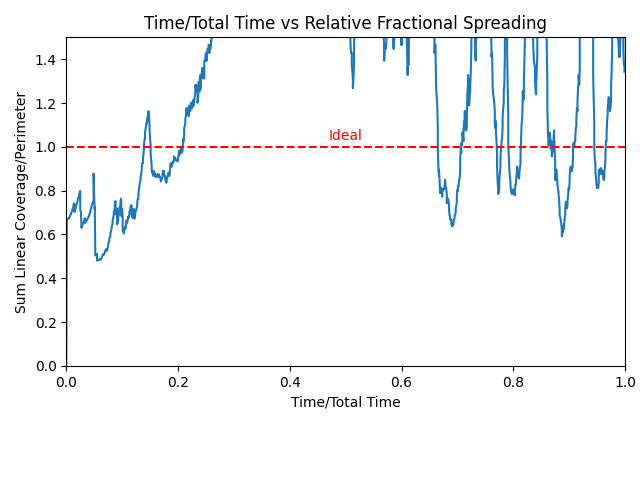 Time/Total Time vs Relative Fractional Spreading
Sum Linear Coverage/Perimeter
1.4
1.2
1.0
0.8
0.6
0.4
0.2
0.0
Ideal
0.0 0.2 0.4 0.6 0.8 1.0
Time/Total Time